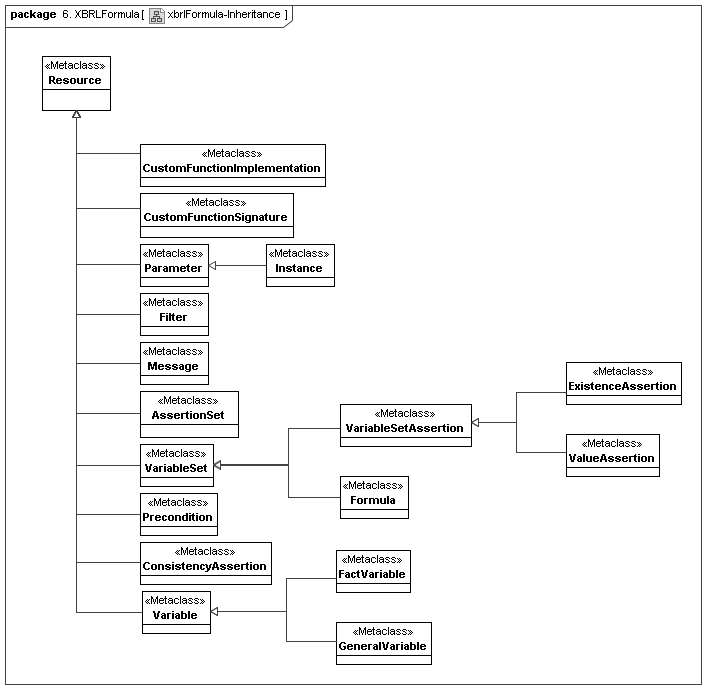 package 6. XBRLFormula [ xbrlFormula-Inheritance ]
«Metaclass»
Resource
«Metaclass»
CustomFunctionImplementation
«Metaclass»
CustomFunctionSignature
«Metaclass»
Parameter
«Metaclass»
Instance
«Metaclass»
Filter
«Metaclass»
Message
«Metaclass»
AssertionSet
«Metaclass»
VariableSet
«Metaclass»
VariableSetAssertion
«Metaclass»
ExistenceAssertion
«Metaclass»
ValueAssertion
«Metaclass»
Formula
«Metaclass»
Precondition
«Metaclass»
ConsistencyAssertion
«Metaclass»
Variable
«Metaclass»
FactVariable
«Metaclass»
GeneralVariable